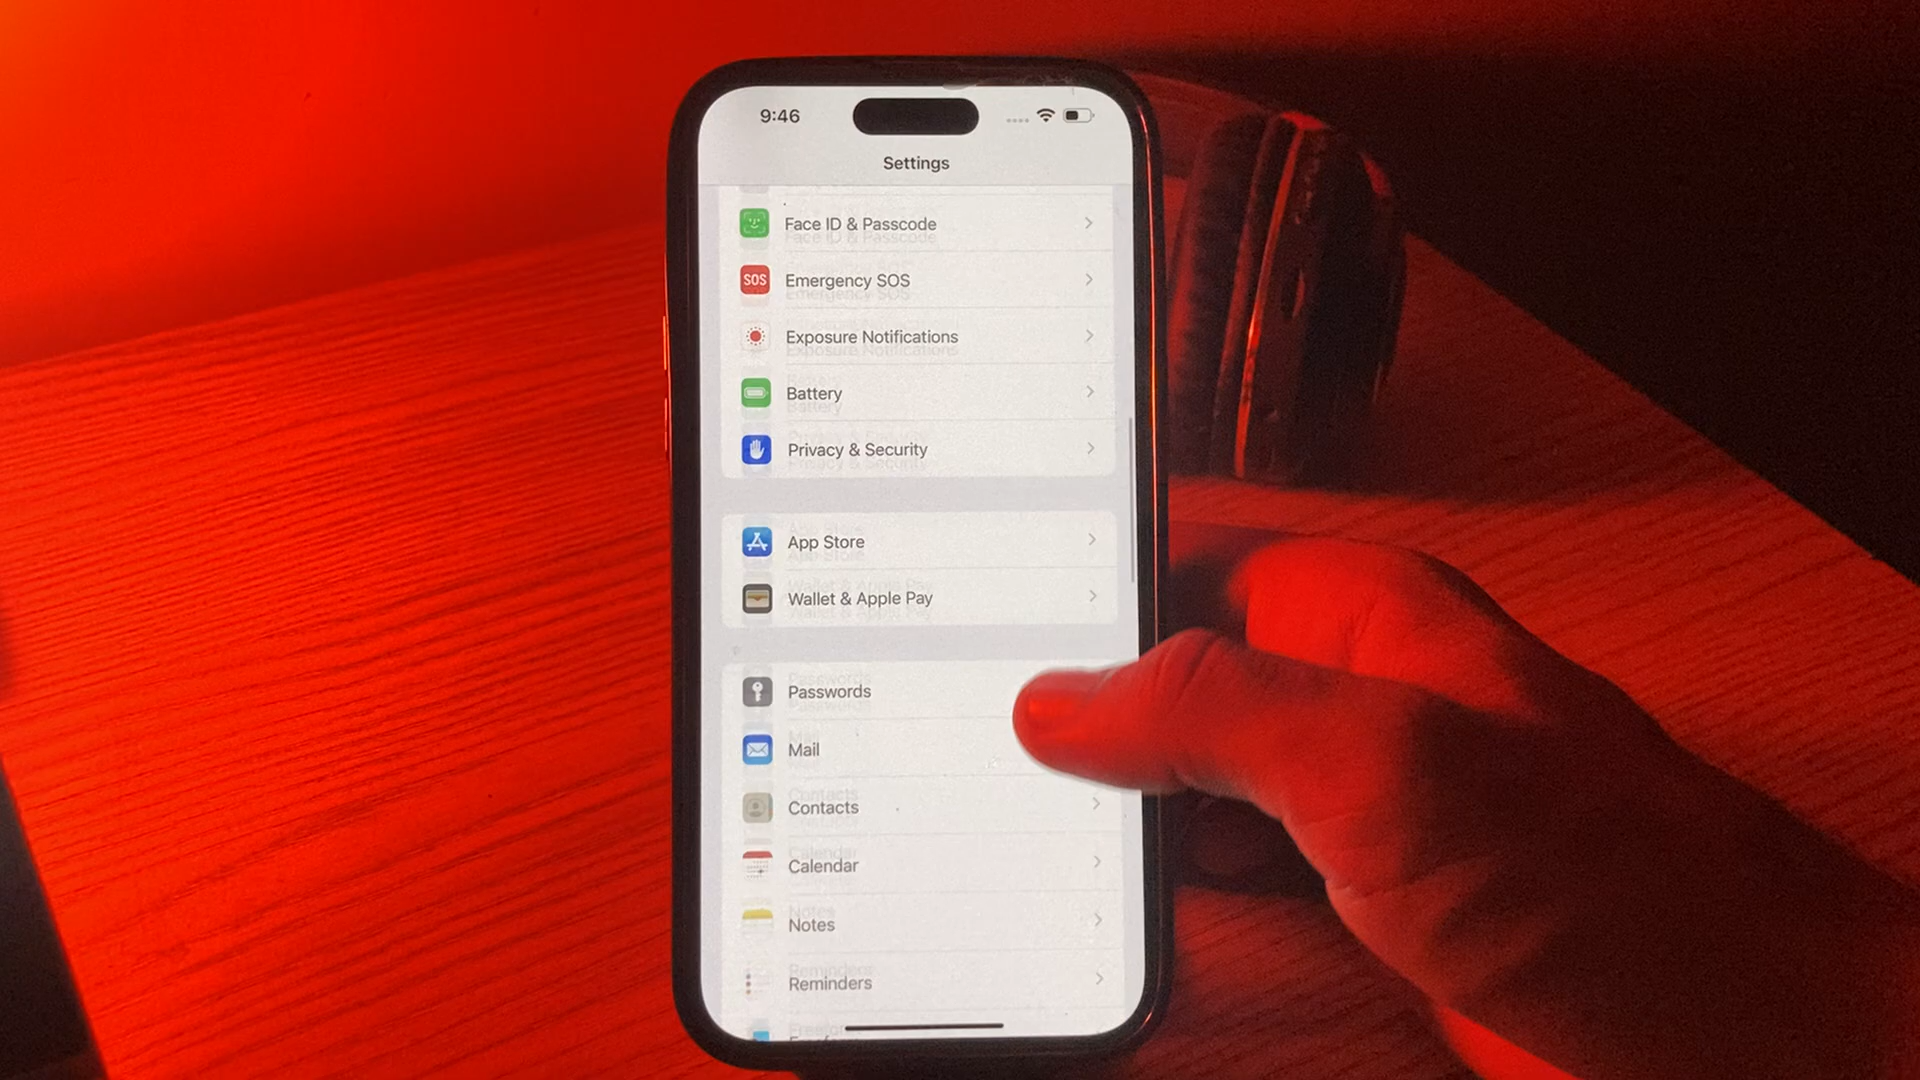 9:46
Settings
Face ID & Passcode
SOS
Emergency SOS
Exposure Notifications
Battery
Privacy & Security
App Store
Wallet & Apple Pay
Passwords
Mail
Contacts
Calendar
Notes
Reminders